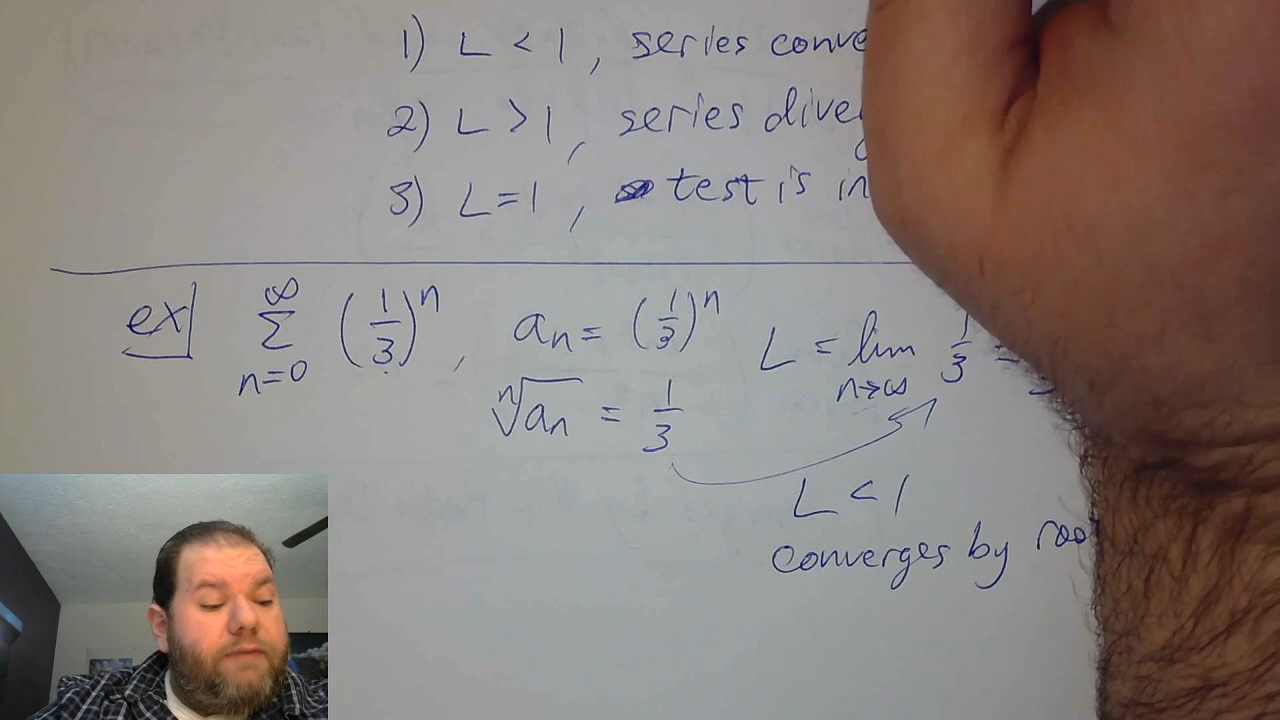 1) L < 1, series conve
2) L > 1, series diver
3) L = 1, test is in
ex| ∞ Σ n=0 (1/3)^n, a_n = (1/3)^n L = lim n→∞ 1/3 =
ⁿ√a_n = 1/3
L < 1
converges by roo